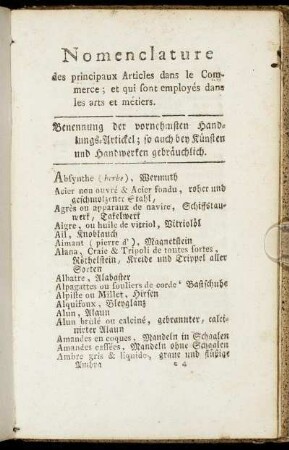 Nomenclature
des principaux Articles dans le Com-
merce; et qui sont employés dans
les arts et métiers.
Benennung der vornehmsten Hand-
lungs-Artickel; so auch bey Künsten
und Handwerken gebräuchlich.
Absynthe (herbe), Wermuth
Acier non ouvré & Acier fondu, roher und
geschmolzener Stahl,
Agrès ou apparaux de navire, Schiffstau-
werk, Takelwerk
Aigre, ou huile de vitriol, Vitriolöl
Ail, Knoblauch
Aimant (pierre d'), Magnetstein
Alana, Craie & Tripoli de toutes sortes,
Röthelstein, Kreide und Trippel aller
Sorten
Albatre, Alabaster
Alpagattes ou souliers de corde Bastschuhe
Alpiste ou Millet, Hirsen
Alquifoux, Bleyglanz
Alun, Alaun
Alun brulé ou calciné, gebrannter, calci-
nirter Alaun
Amandes en coques, Mandeln in Schaalen
Amandes cassées, Mandeln ohne Schaalen
Ambre gris & liquide, graue und flüßige
Ambra